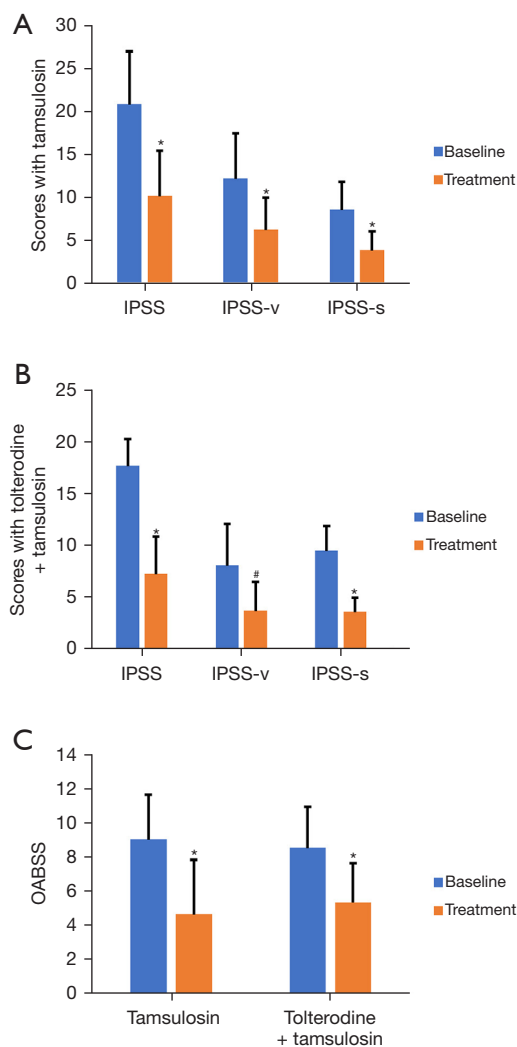 A
Scores with tamsulosin
30
25
20
15
10
5
0
*
*
*
IPSS
IPSS-v
IPSS-s
Baseline
Treatment
B
Scores with tolterodine
+ tamsulosin
25
20
15
10
5
0
*
#
*
IPSS
IPSS-v
IPSS-s
Baseline
Treatment
C
OABSS
14
12
10
8
6
4
2
0
*
*
Tamsulosin
Tolterodine
+ tamsulosin
Baseline
Treatment